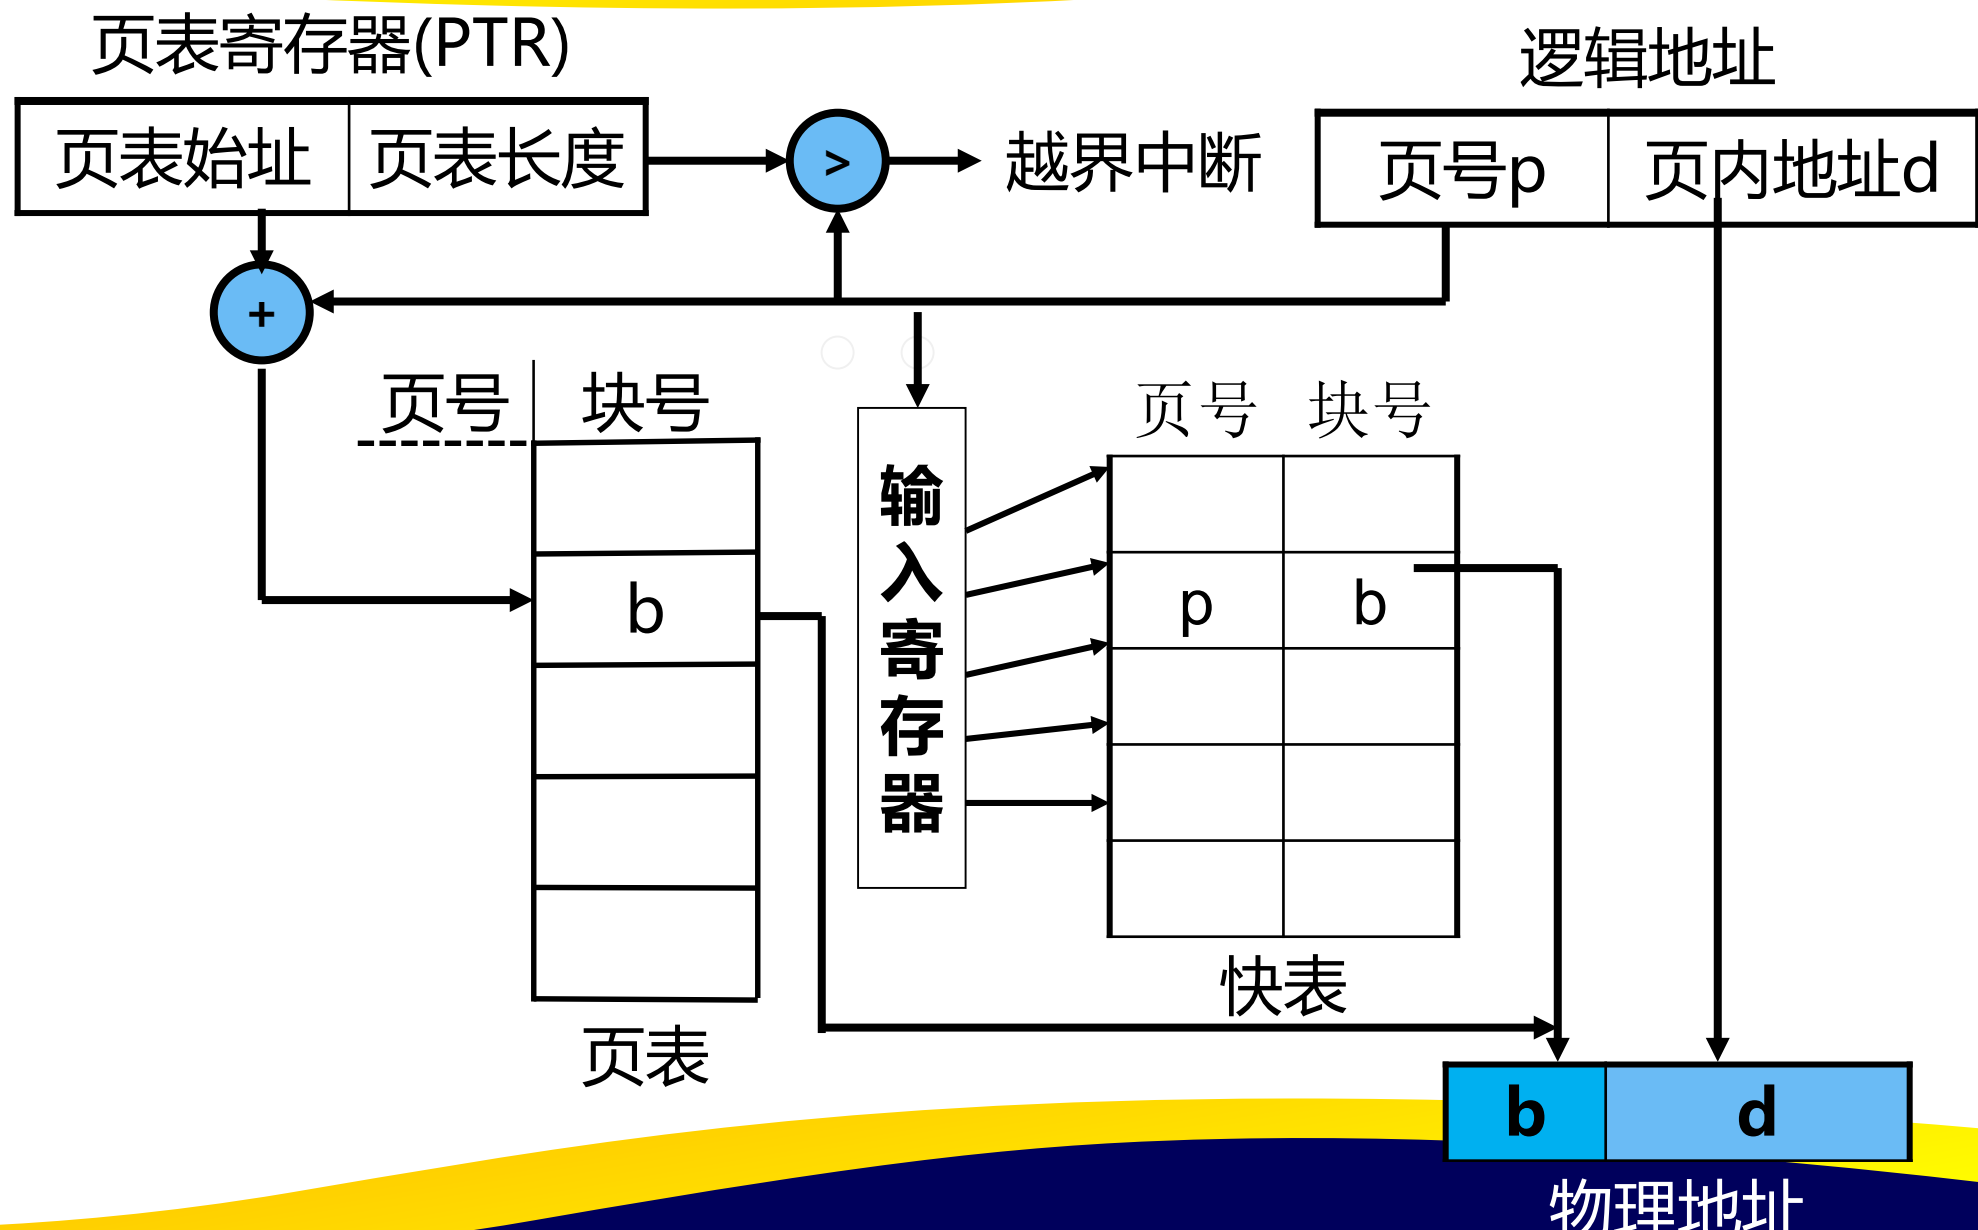 页表寄存器(PTR)
逻辑地址
页表始址 页表长度
>
越界中断
页号p 页内地址d
+
页号 块号
页号 块号
输入寄存器
b
p b
快表
页表
b d
物理地址